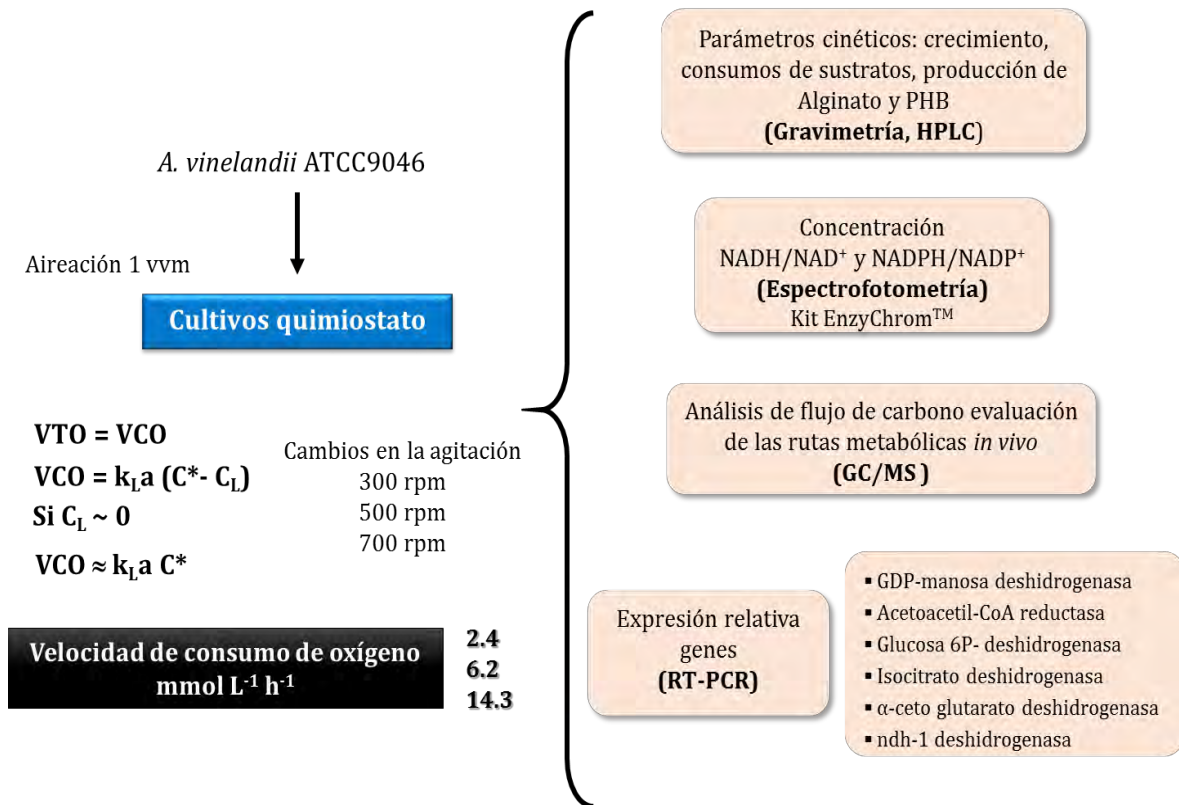 A. vinelandii ATCC9046
Aireación 1 vvm
Cultivos quimiostato
VTO = VCO
VCO = kLa (C*- CL)
Si CL ~ 0
VCO ≈ kLa C*
Cambios en la agitación
300 rpm
500 rpm
700 rpm
Velocidad de consumo de oxígeno
mmol L⁻¹ h⁻¹
2.4
6.2
14.3
Parámetros cinéticos: crecimiento,
consumos de sustratos, producción de
Alginato y PHB
(Gravimetría, HPLC)
Concentración
NADH/NAD⁺ y NADPH/NADP⁺
(Espectrofotometría)
Kit EnzyChrom™
Análisis de flujo de carbono evaluación
de las rutas metabólicas in vivo
(GC/MS )
Expresión relativa
genes
(RT-PCR)
▪ GDP-manosa deshidrogenasa
▪ Acetoacetil-CoA reductasa
▪ Glucosa 6P- deshidrogenasa
▪ Isocitrato deshidrogenasa
▪ α-ceto glutarato deshidrogenasa
▪ ndh-1 deshidrogenasa